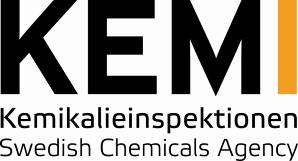 KEMI
Kemikalieinspektionen
Swedish Chemicals Agency